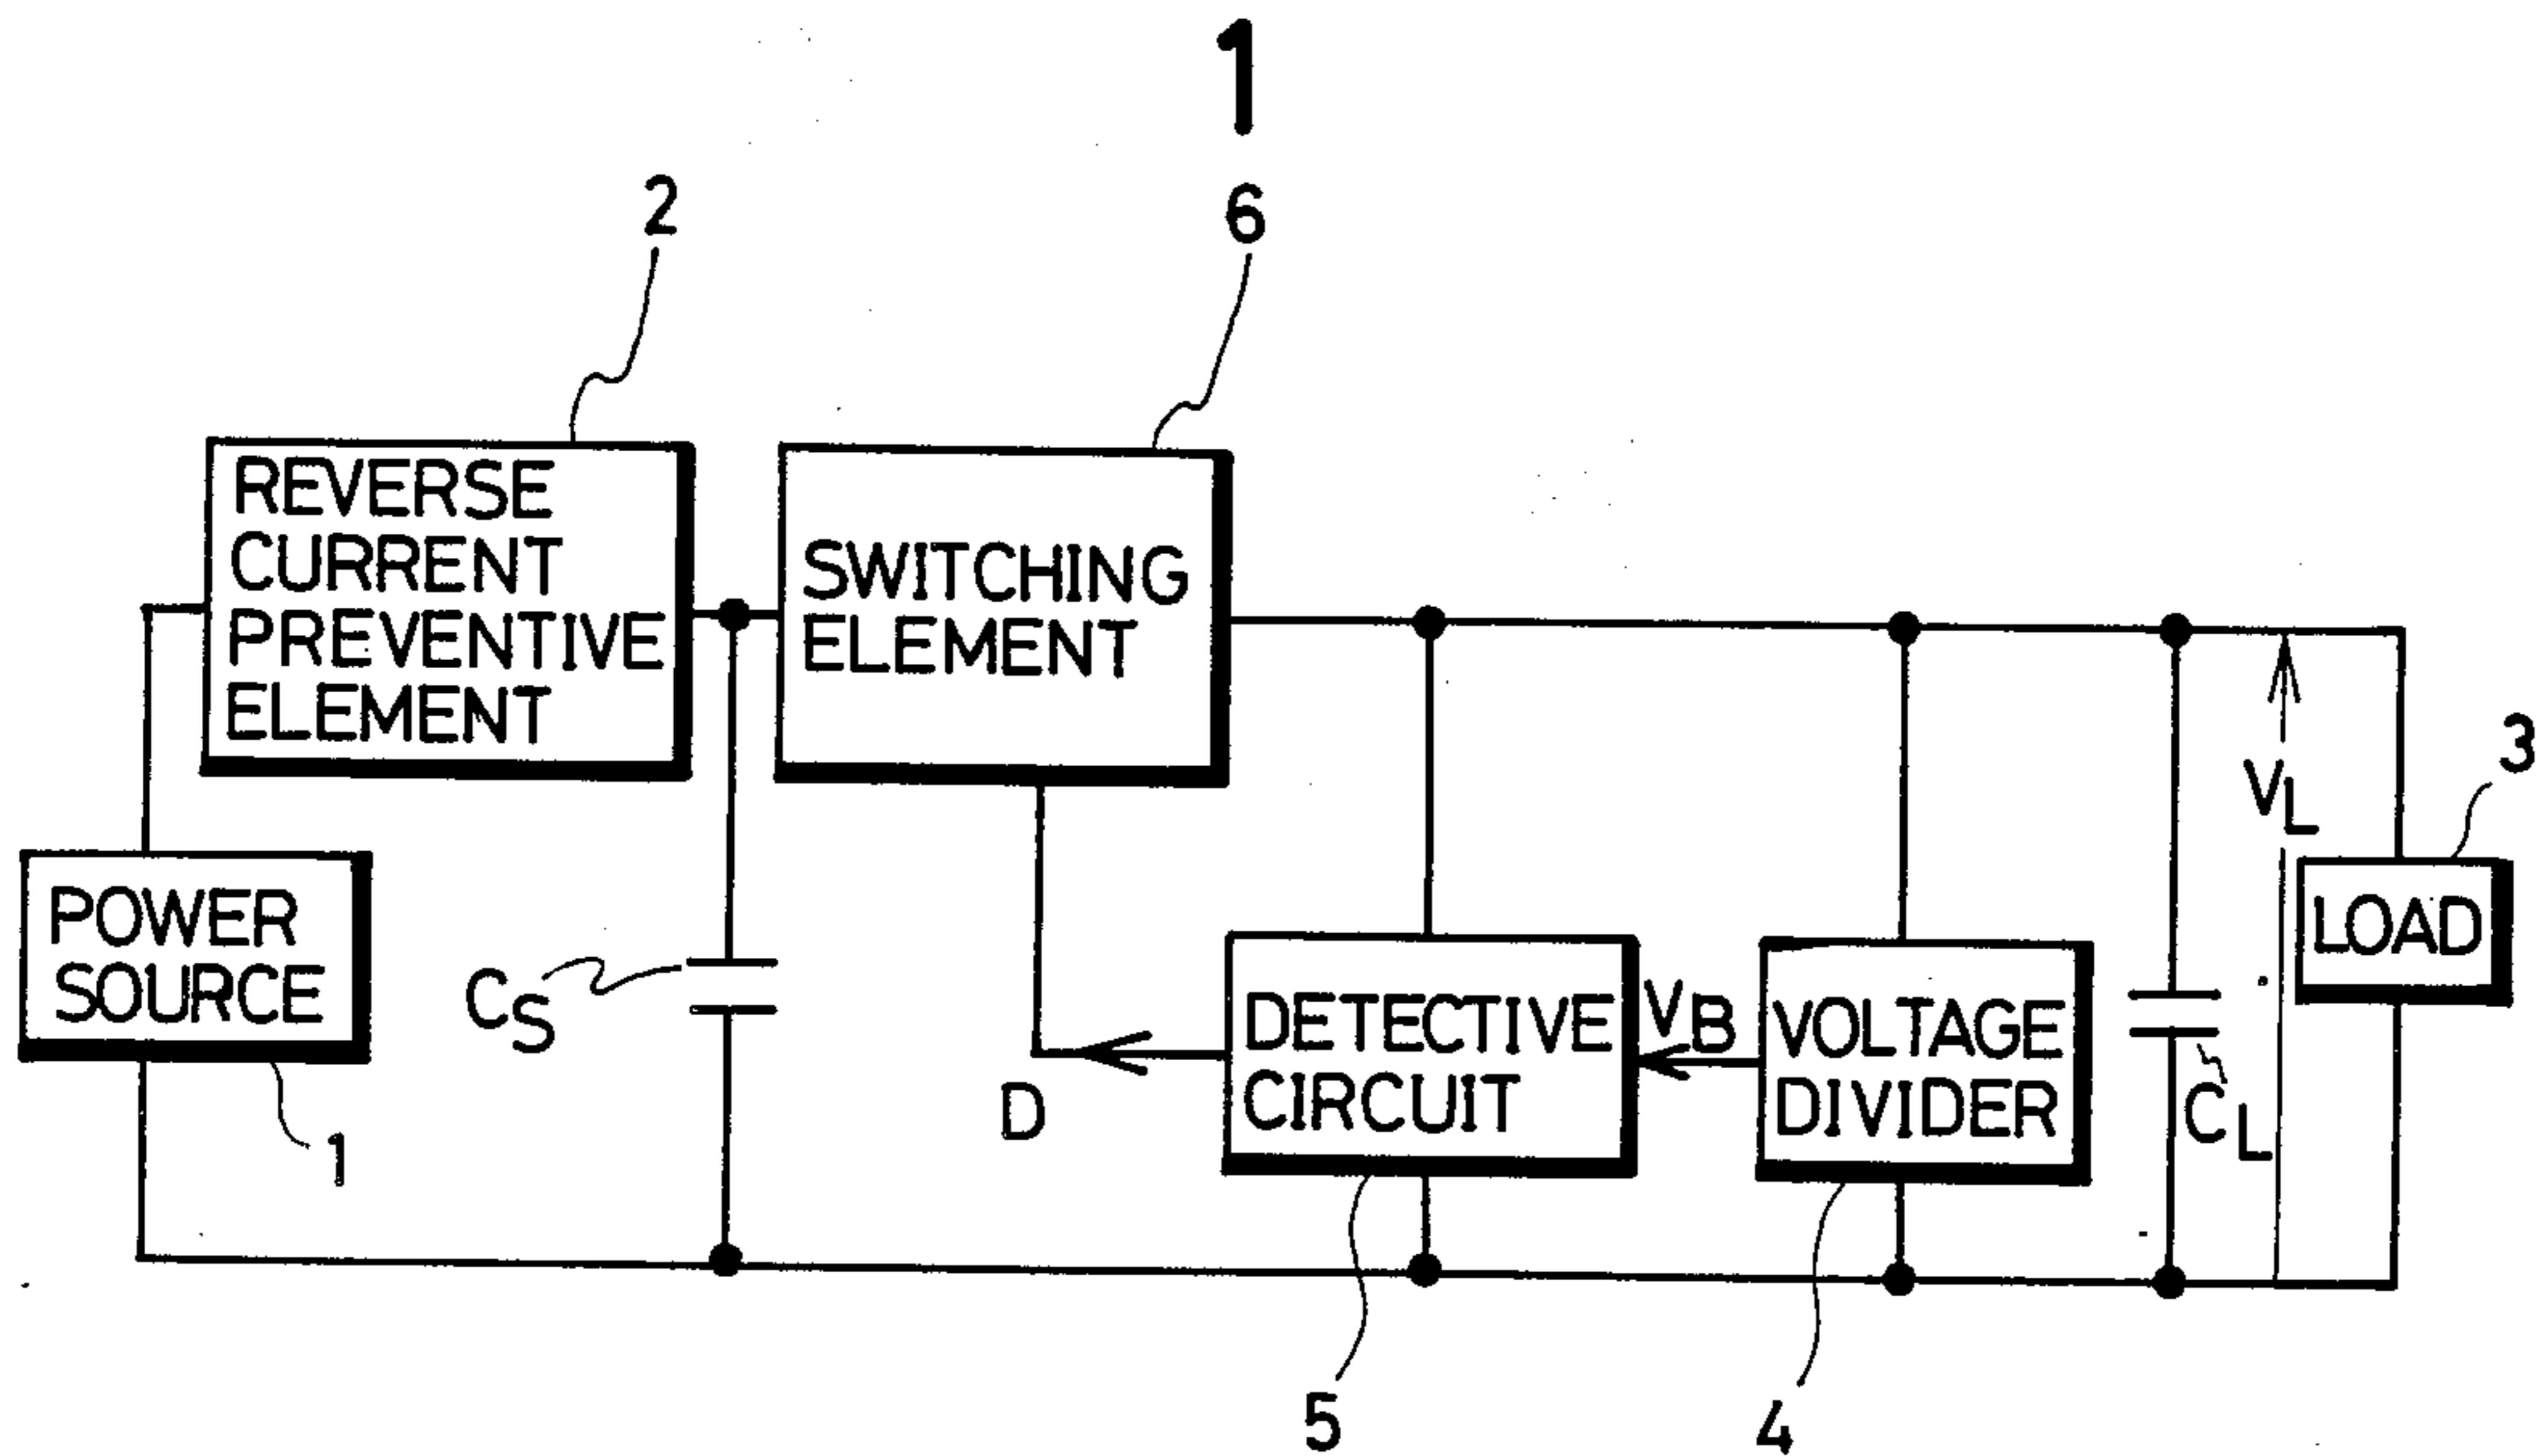 1
2
6
REVERSE
CURRENT
PREVENTIVE
ELEMENT
SWITCHING
ELEMENT
3
VL
POWER
SOURCE
LOAD
CS
DETECTIVE
CIRCUIT
VB
VOLTAGE
DIVIDER
D
CL
1
5
4